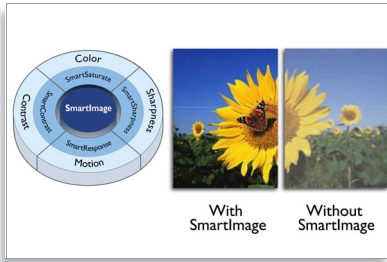 Color
SmartSaturate
Contrast
SmartContrast
SmartImage
SmartSharpness
Sharpness
SmartResponse
Motion
With
SmartImage
Without
SmartImage